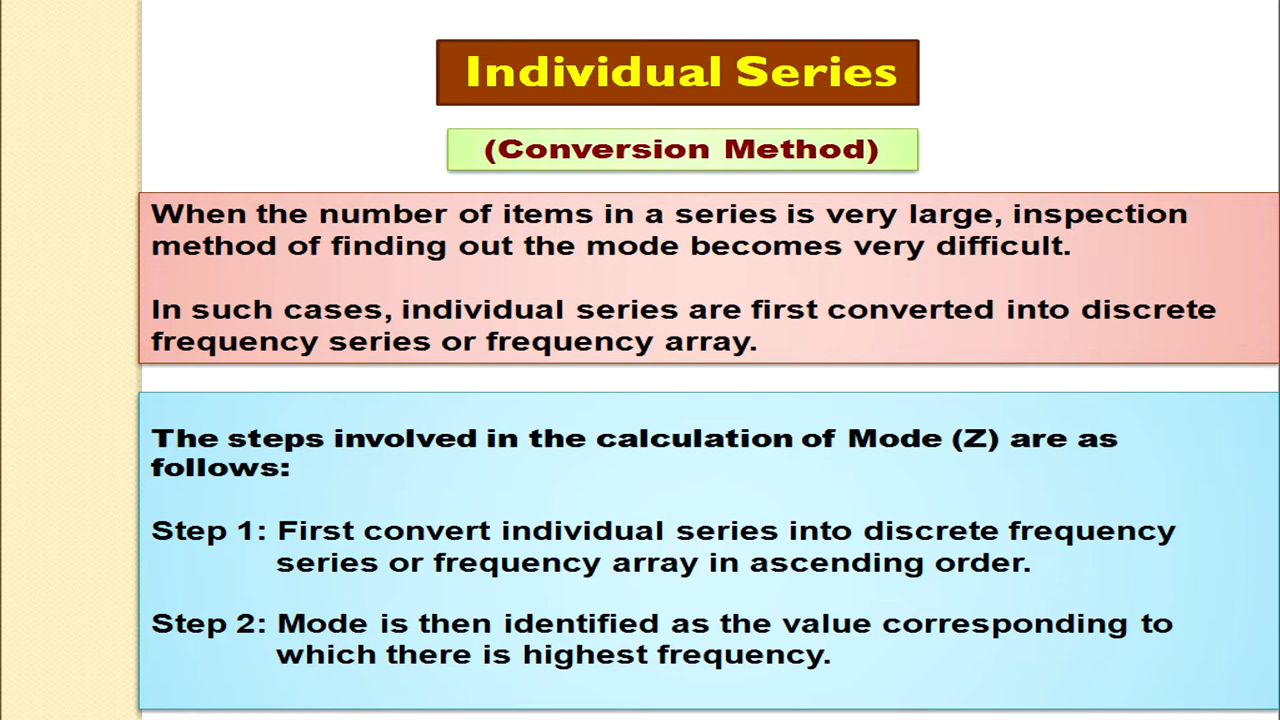 Individual Series
(Conversion Method)
When the number of items in a series is very large, inspection
method of finding out the mode becomes very difficult.
In such cases, individual series are first converted into discrete
frequency series or frequency array.
The steps involved in the calculation of Mode (Z) are as
follows:
Step 1: First convert individual series into discrete frequency
series or frequency array in ascending order.
Step 2: Mode is then identified as the value corresponding to
which there is highest frequency.